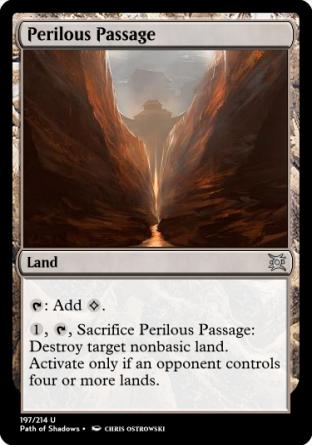 Perilous Passage
Land
: Add .
1, , Sacrifice Perilous Passage:
Destroy target nonbasic land.
Activate only if an opponent controls
four or more lands.
197/214 U
Path of Shadows • CHRIS OSTROWSKI